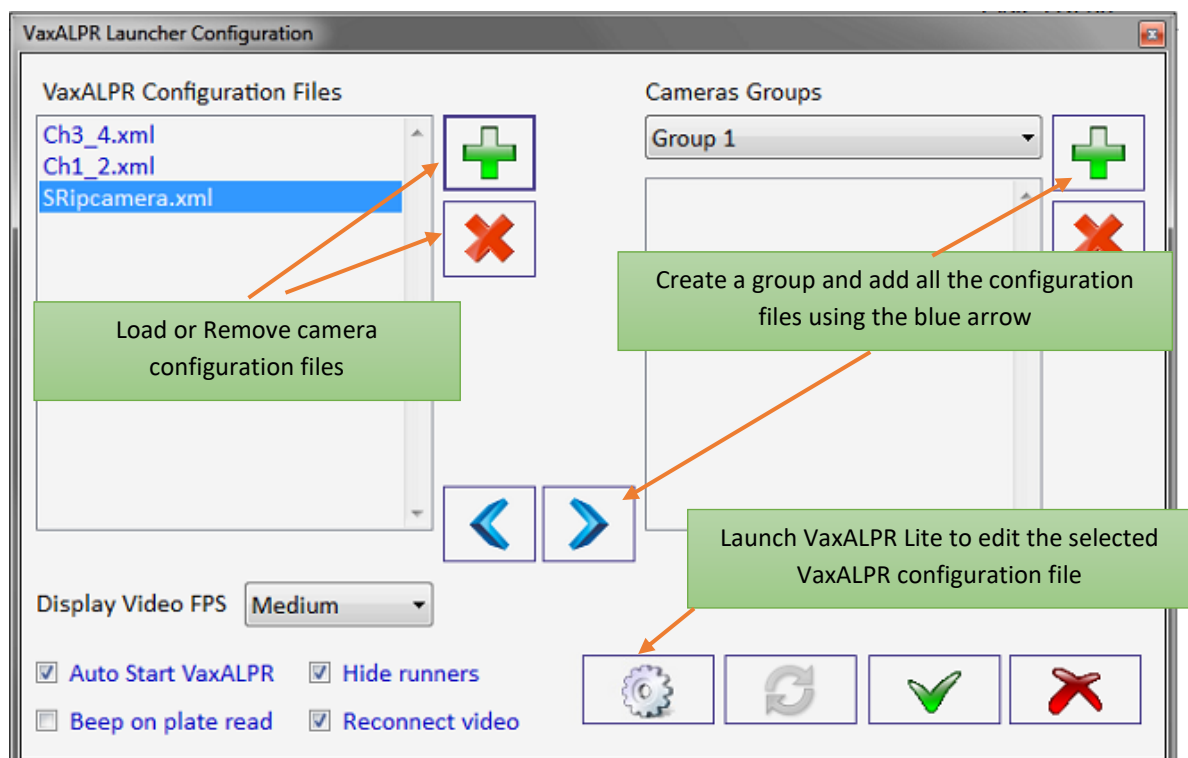 VaxALPR Launcher Configuration
VaxALPR Configuration Files
Cameras Groups
Ch3_4.xml
Ch1_2.xml
SRipcamera.xml
Group 1
Load or Remove camera
configuration files
Create a group and add all the configuration
files using the blue arrow
Launch VaxALPR Lite to edit the selected
VaxALPR configuration file
Display Video FPS
Medium
Auto Start VaxALPR
Hide runners
Beep on plate read
Reconnect video